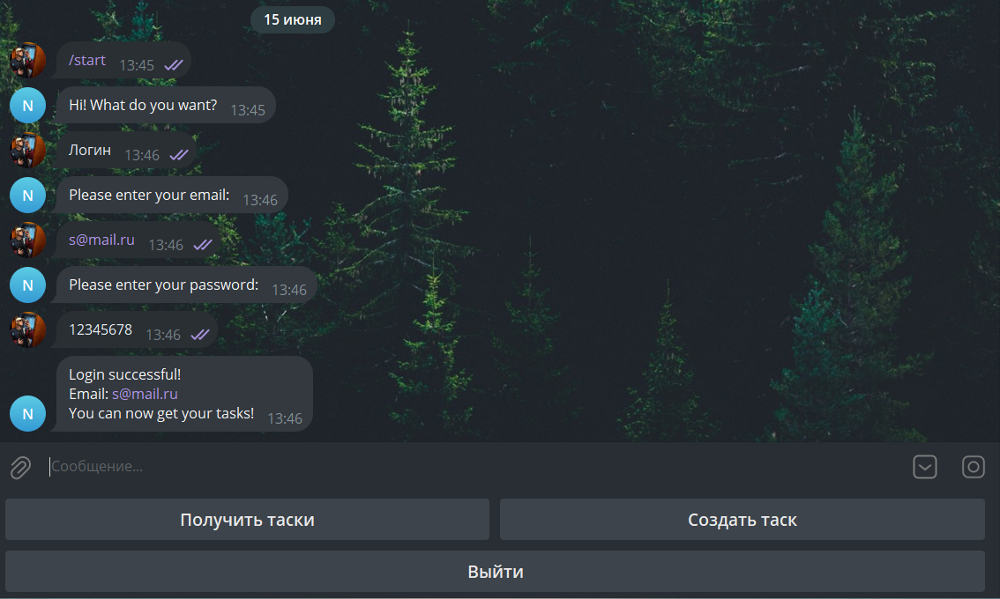 15 июня
/start 13:45
N
Hi! What do you want? 13:45
Логин 13:46
N
Please enter your email: 13:46
s@mail.ru 13:46
N
Please enter your password: 13:46
12345678 13:46
Login successful!
Email: s@mail.ru
N
You can now get your tasks! 13:46
Сообщение...
Получить таски
Создать таск
Выйти